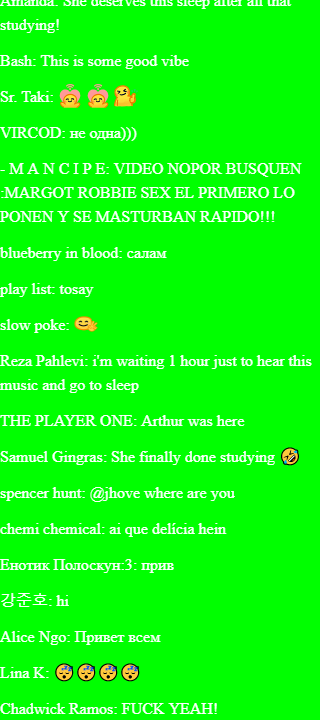 Amanda: She deserves this sleep after all that
studying!
Bash: This is some good vibe
Sr. Taki:
VIRCOD: не одна)))
- M A N C I P E: VIDEO NOPOR BUSQUEN
:MARGOT ROBBIE SEX EL PRIMERO LO
PONEN Y SE MASTURBAN RAPIDO!!!
blueberry in blood: салам
play list: tosay
slow poke:
Reza Pahlevi: i'm waiting 1 hour just to hear this
music and go to sleep
THE PLAYER ONE: Arthur was here
Samuel Gingras: She finally done studying 🤣
spencer hunt: @jhove where are you
chemi chemical: ai que delícia hein
Енотик Полоскун:3: прив
강준호: hi
Alice Ngo: Привет всем
Lina K: 😴😴😴😴
Chadwick Ramos: FUCK YEAH!